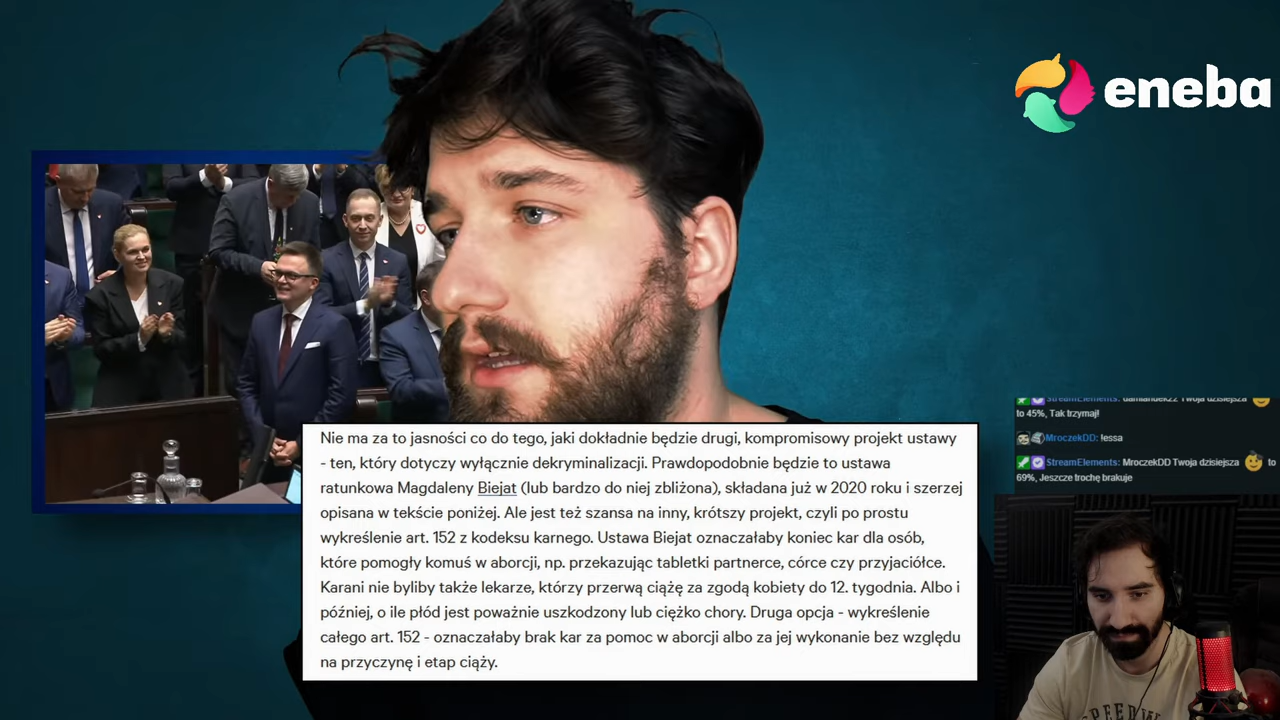 eneba
StreamElements: damiandekzz Twoja dzisiejsza
to 45%, Tak trzymaj!
MroczekDD: !essa
StreamElements: MroczekDD Twoja dzisiejsza to
69%, Jeszcze trochę brakuje
Nie ma za to jasności co do tego, jaki dokładnie będzie drugi, kompromisowy projekt ustawy
- ten, który dotyczy wyłącznie dekryminalizacji. Prawdopodobnie będzie to ustawa
ratunkowa Magdaleny Biejat (lub bardzo do niej zbliżona), składana już w 2020 roku i szerzej
opisana w tekście poniżej. Ale jest też szansa na inny, krótszy projekt, czyli po prostu
wykreślenie art. 152 z kodeksu karnego. Ustawa Biejat oznaczałaby koniec kar dla osób,
które pomogły komuś w aborcji, np. przekazując tabletki partnerce, córce czy przyjaciółce.
Karani nie byliby także lekarze, którzy przerwą ciążę za zgodą kobiety do 12. tygodnia. Albo i
później, o ile płód jest poważnie uszkodzony lub ciężko chory. Druga opcja - wykreślenie
całego art. 152 - oznaczałaby brak kar za pomoc w aborcji albo za jej wykonanie bez względu
na przyczynę i etap ciąży.